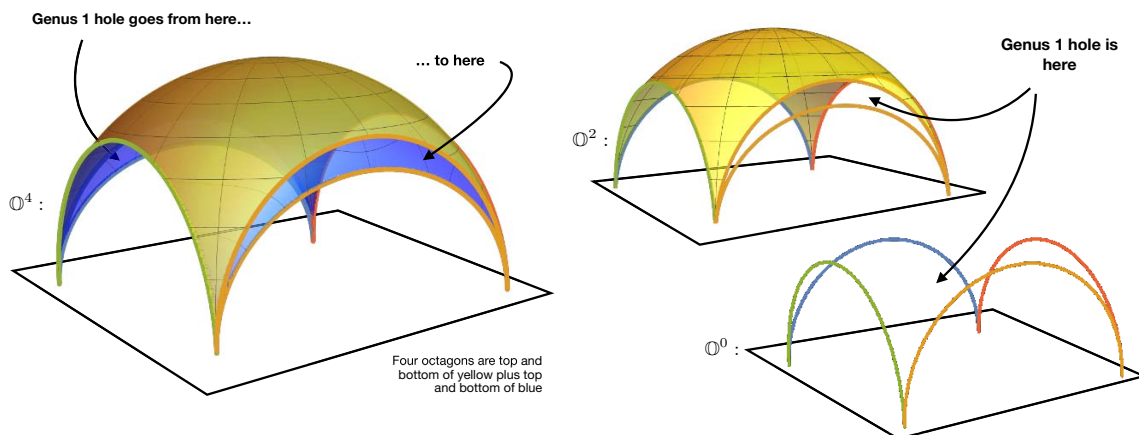 Genus 1 hole goes from here…
… to here
𝕆⁴ :
Four octagons are top and
bottom of yellow plus top
and bottom of blue
Genus 1 hole is
here
𝕆² :
𝕆⁰ :